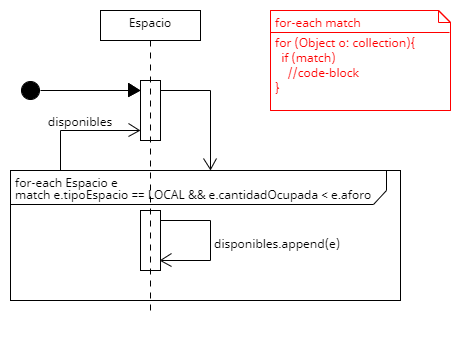 Espacio
for-each match
for (Object o: collection){
if (match)
//code-block
}
disponibles
for-each Espacio e
match e.tipoEspacio == LOCAL && e.cantidadOcupada < e.aforo
disponibles.append(e)